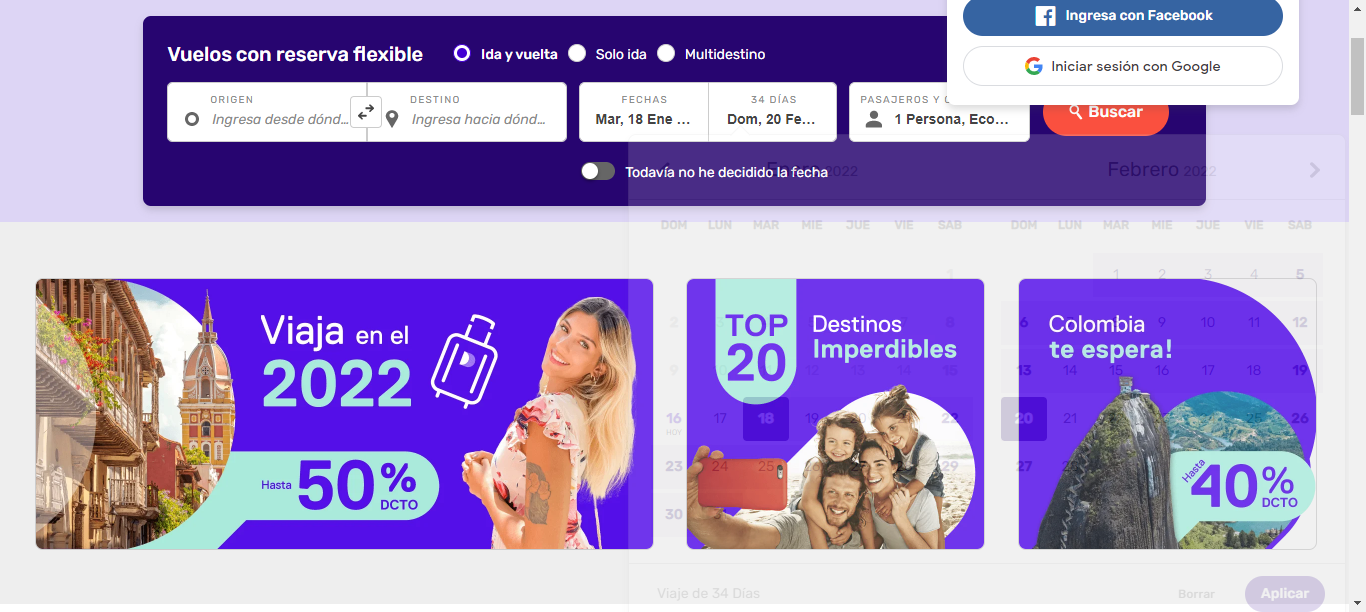 Ingresa con Facebook
Iniciar sesión con Google
Vuelos con reserva flexible
Ida y vuelta
Solo ida
Multidestino
ORIGEN
Ingresa desde dónd...
DESTINO
Ingresa hacia dónd...
FECHAS
Mar, 18 Ene ...
34 DÍAS
Dom, 20 Fe...
PASAJEROS Y
1 Persona, Eco...
Buscar
Todavía no he decidido la fecha
2022
Febrero 2022
DOM LUN MAR MIE JUE VIE SAB
DOM LUN MAR MIE JUE VIE SAB
1
1 2 3 4 5
2
8
6
9 10 11 12
9
13 14 15 16 17 18 19
16 17 18 19
22
HOY
20 21
26
23 24 25
29
27 28
30
Viaja en el
2022
Hasta 50% DCTO
TOP
20
Destinos
Imperdibles
Colombia
te espera!
Hasta 40% DCTO
Viaje de 34 Días
Borrar
Aplicar